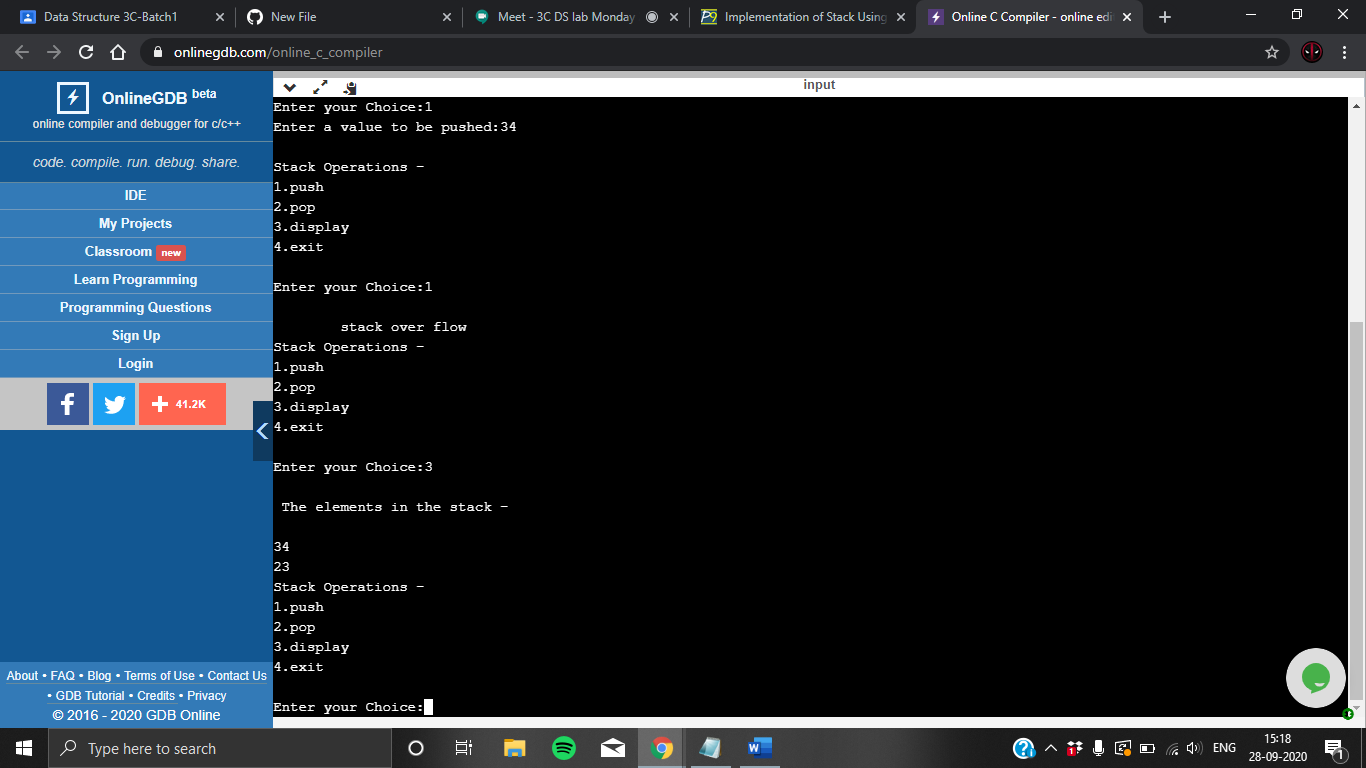 Data Structure 3C-Batch1
New File
Meet - 3C DS lab Monday
Implementation of Stack Using
Online C Compiler - online edi
onlinegdb.com/online_c_compiler
OnlineGDB beta
online compiler and debugger for c/c++
code. compile. run. debug. share.
IDE
My Projects
Classroom new
Learn Programming
Programming Questions
Sign Up
Login
41.2K
About • FAQ • Blog • Terms of Use • Contact Us
• GDB Tutorial • Credits • Privacy
© 2016 - 2020 GDB Online
input
Enter your Choice:1
Enter a value to be pushed:34
Stack Operations -
1.push
2.pop
3.display
4.exit
Enter your Choice:1
stack over flow
Stack Operations -
1.push
2.pop
3.display
4.exit
Enter your Choice:3
The elements in the stack -
34
23
Stack Operations -
1.push
2.pop
3.display
4.exit
Enter your Choice:
Type here to search
ENG
15:18
28-09-2020
1